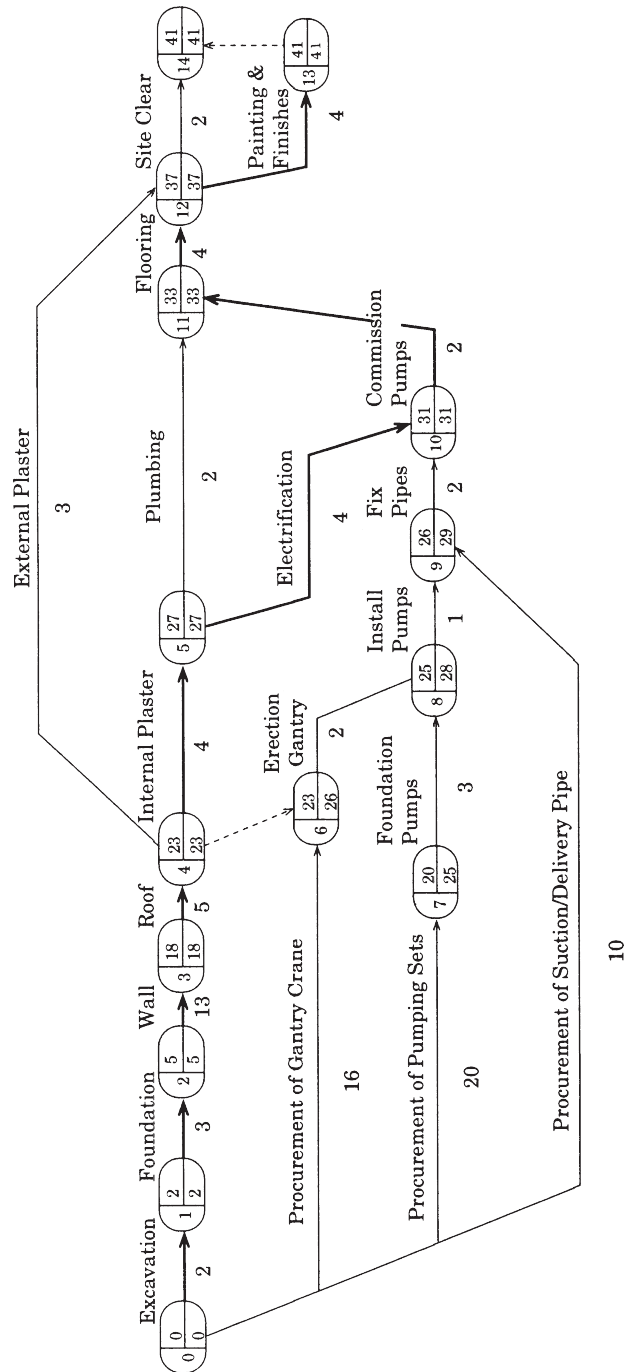 External Plaster
3
Excavation
Foundation
Wall
Roof
Internal Plaster
Plumbing
Flooring
Site Clear
0
0
0
2
1
2
2
3
2
5
5
13
3
18
18
5
4
23
23
4
5
27
27
2
11
33
33
4
12
37
37
2
14
41
41
Electrification
4
Painting &
Finishes
4
13
41
41
Procurement of Gantry Crane
16
6
23
26
Erection
Gantry
2
Procurement of Pumping Sets
20
7
20
25
Foundation
Pumps
3
8
25
28
Install
Pumps
1
9
26
29
Fix
Pipes
2
10
31
31
Commission
Pumps
2
Procurement of Suction/Delivery Pipe
10